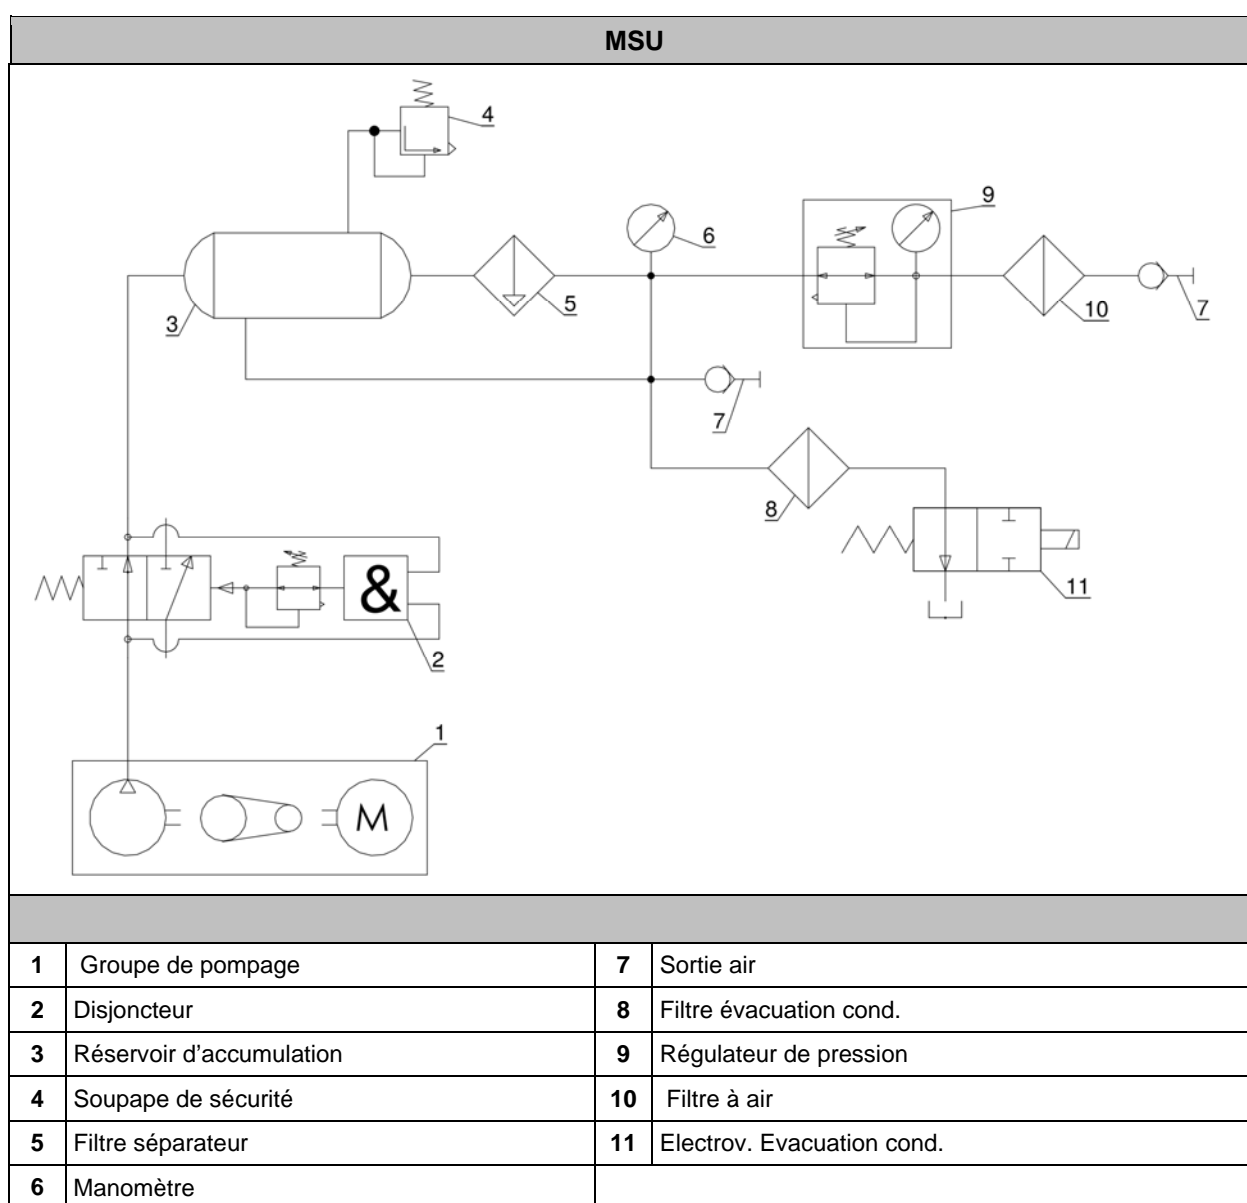 MSU
4
9
6
3
5
10
7
7
8
11
&
2
1
M
1 Groupe de pompage 7 Sortie air
2 Disjoncteur 8 Filtre évacuation cond.
3 Réservoir d'accumulation 9 Régulateur de pression
4 Soupape de sécurité 10 Filtre à air
5 Filtre séparateur 11 Electrov. Evacuation cond.
6 Manomètre